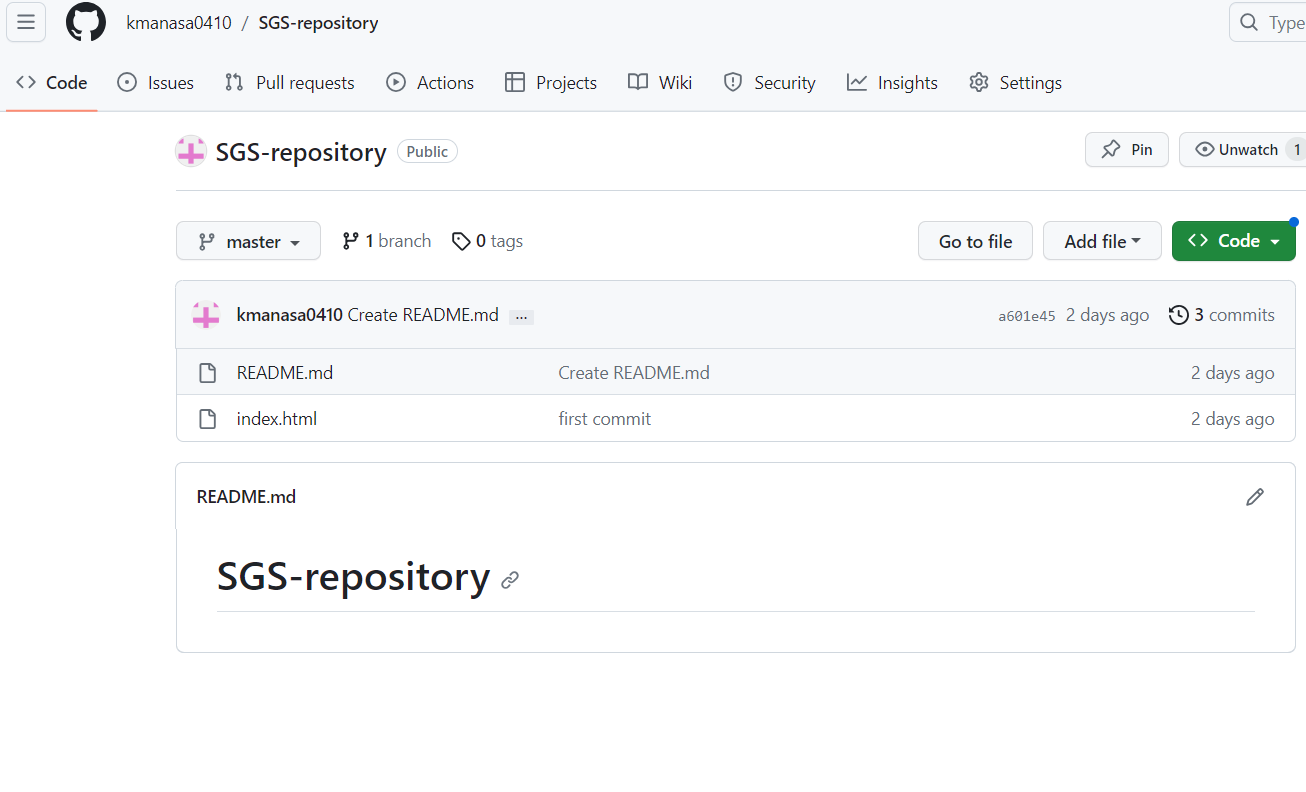 kmanasa0410 / SGS-repository
Type
Code Issues Pull requests Actions Projects Wiki Security Insights Settings
SGS-repository Public Pin Unwatch 1
master 1 branch 0 tags Go to file Add file Code
kmanasa0410 Create README.md ... a601e45 2 days ago 3 commits
README.md Create README.md 2 days ago
index.html first commit 2 days ago
README.md
SGS-repository